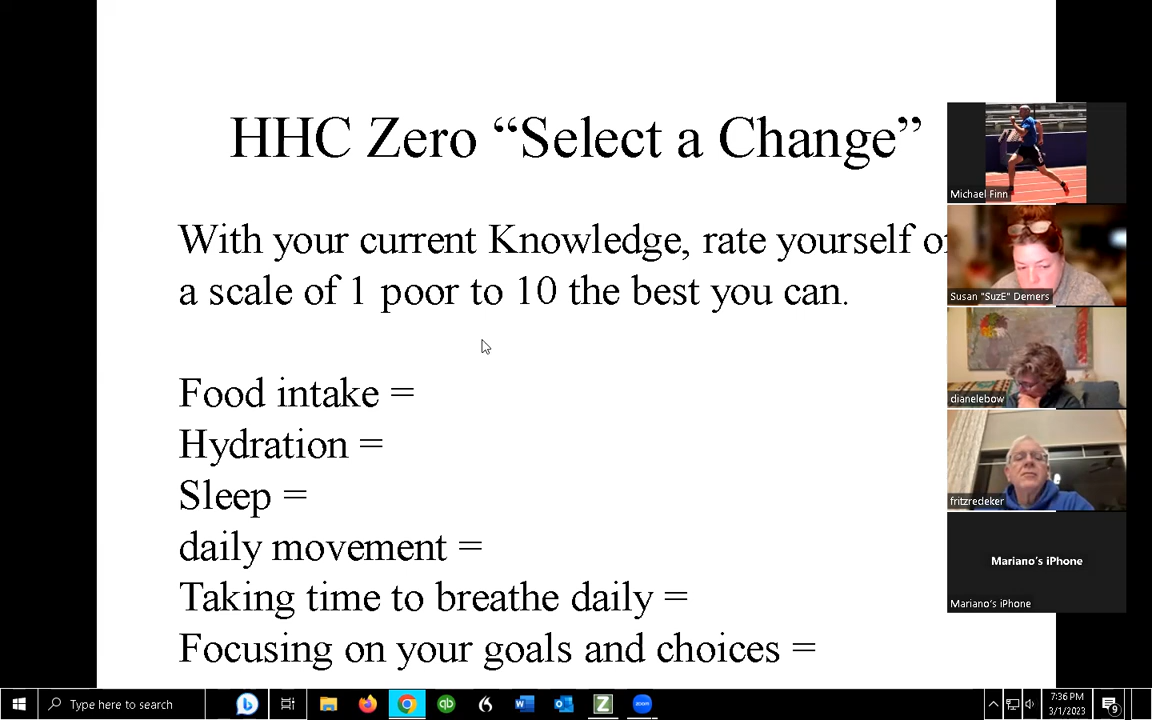 HHC Zero “Select a Change”
With your current Knowledge, rate yourself on
a scale of 1 poor to 10 the best you can.
Food intake =
Hydration =
Sleep =
daily movement =
Taking time to breathe daily =
Focusing on your goals and choices =
Michael Finn
Susan "SuzE" Demers
dianelebow
fritzredeker
Mariano's iPhone
Mariano's iPhone
Type here to search
7:36 PM
3/1/2023
9